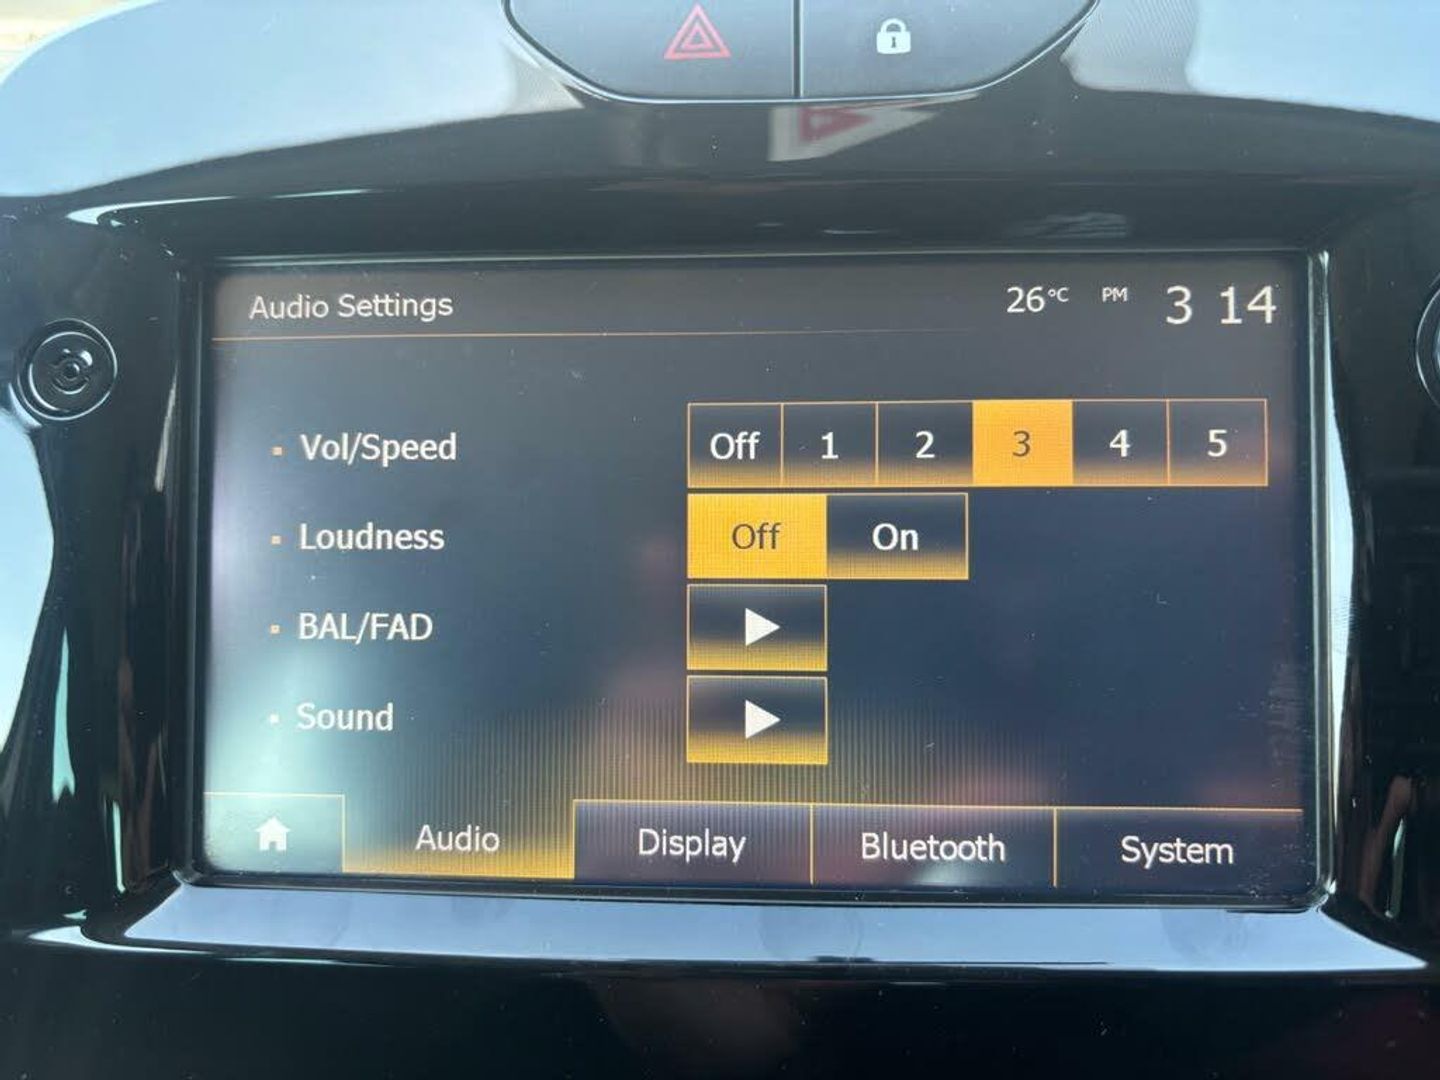 Audio Settings 26°C PM 3 14
Vol/Speed Off 1 2 3 4 5
Loudness Off On
BAL/FAD
Sound
Audio Display Bluetooth System